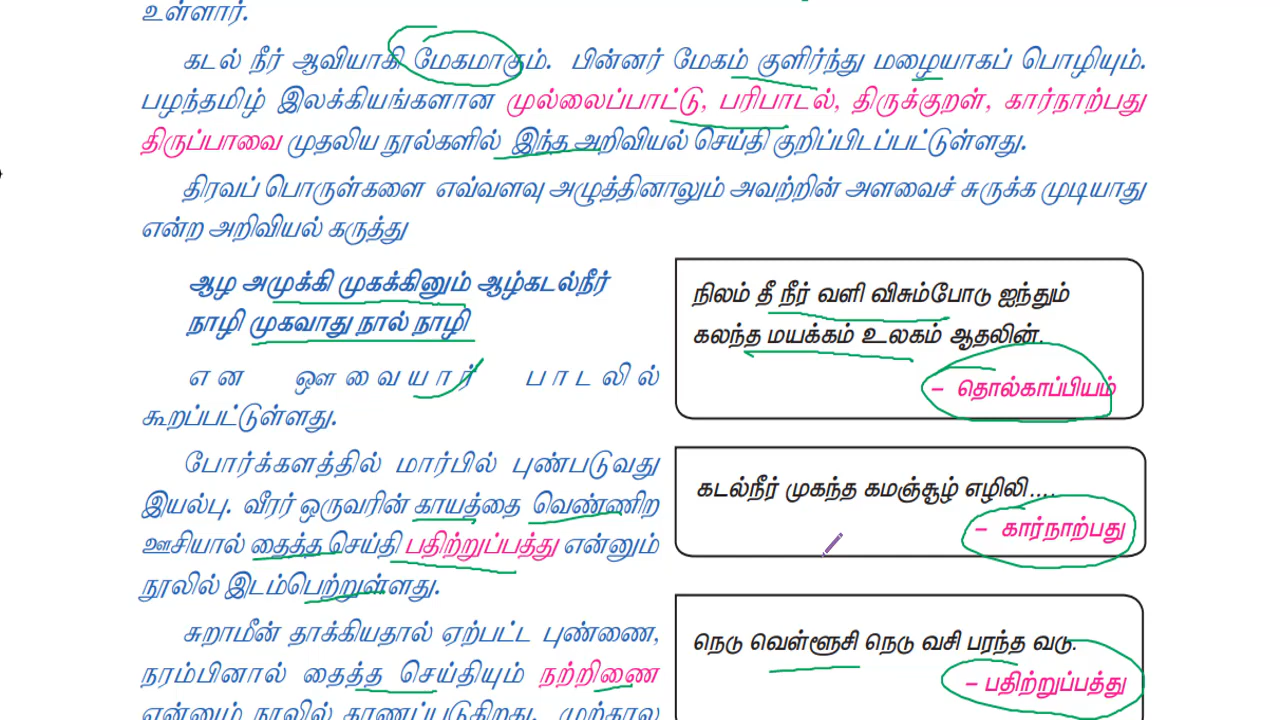 உள்ளார்.
கடல் நீர் ஆவியாகி மேகமாகும். பின்னர் மேகம் குளிர்ந்து மழையாகப் பொழியும்.
பழந்தமிழ் இலக்கியங்களான முல்லைப்பாட்டு, பரிபாடல், திருக்குறள், கார்நாற்பது
திருப்பாவை முதலிய நூல்களில் இந்த அறிவியல் செய்தி குறிப்பிடப்பட்டுள்ளது.
திரவப் பொருள்களை எவ்வளவு அழுத்தினாலும் அவற்றின் அளவைச் சுருக்க முடியாது
என்ற அறிவியல் கருத்து
ஆழ அமுக்கி முகக்கினும் ஆழ்கடல்நீர்
நாழி முகவாது நால் நாழி
என ஔவையார் பாடலில்
கூறப்பட்டுள்ளது.
போர்க்களத்தில் மார்பில் புண்படுவது
இயல்பு. வீரர் ஒருவரின் காயத்தை வெண்ணிற
ஊசியால் தைத்த செய்தி பதிற்றுப்பத்து என்னும்
நூலில் இடம்பெற்றுள்ளது.
சுறாமீன் தாக்கியதால் ஏற்பட்ட புண்ணை,
நரம்பினால் தைத்த செய்தியும் நற்றிணை
என்னும் நூலில் காணப்படுகிறது. முற்கால
நிலம் தீ நீர் வளி விசும்போடு ஐந்தும்
கலந்த மயக்கம் உலகம் ஆதலின்.
– தொல்காப்பியம்
கடல்நீர் முகந்த கமஞ்சூழ் எழிலி....
– கார்நாற்பது
நெடு வெள்ளூசி நெடு வசி பரந்த வடு.
– பதிற்றுப்பத்து